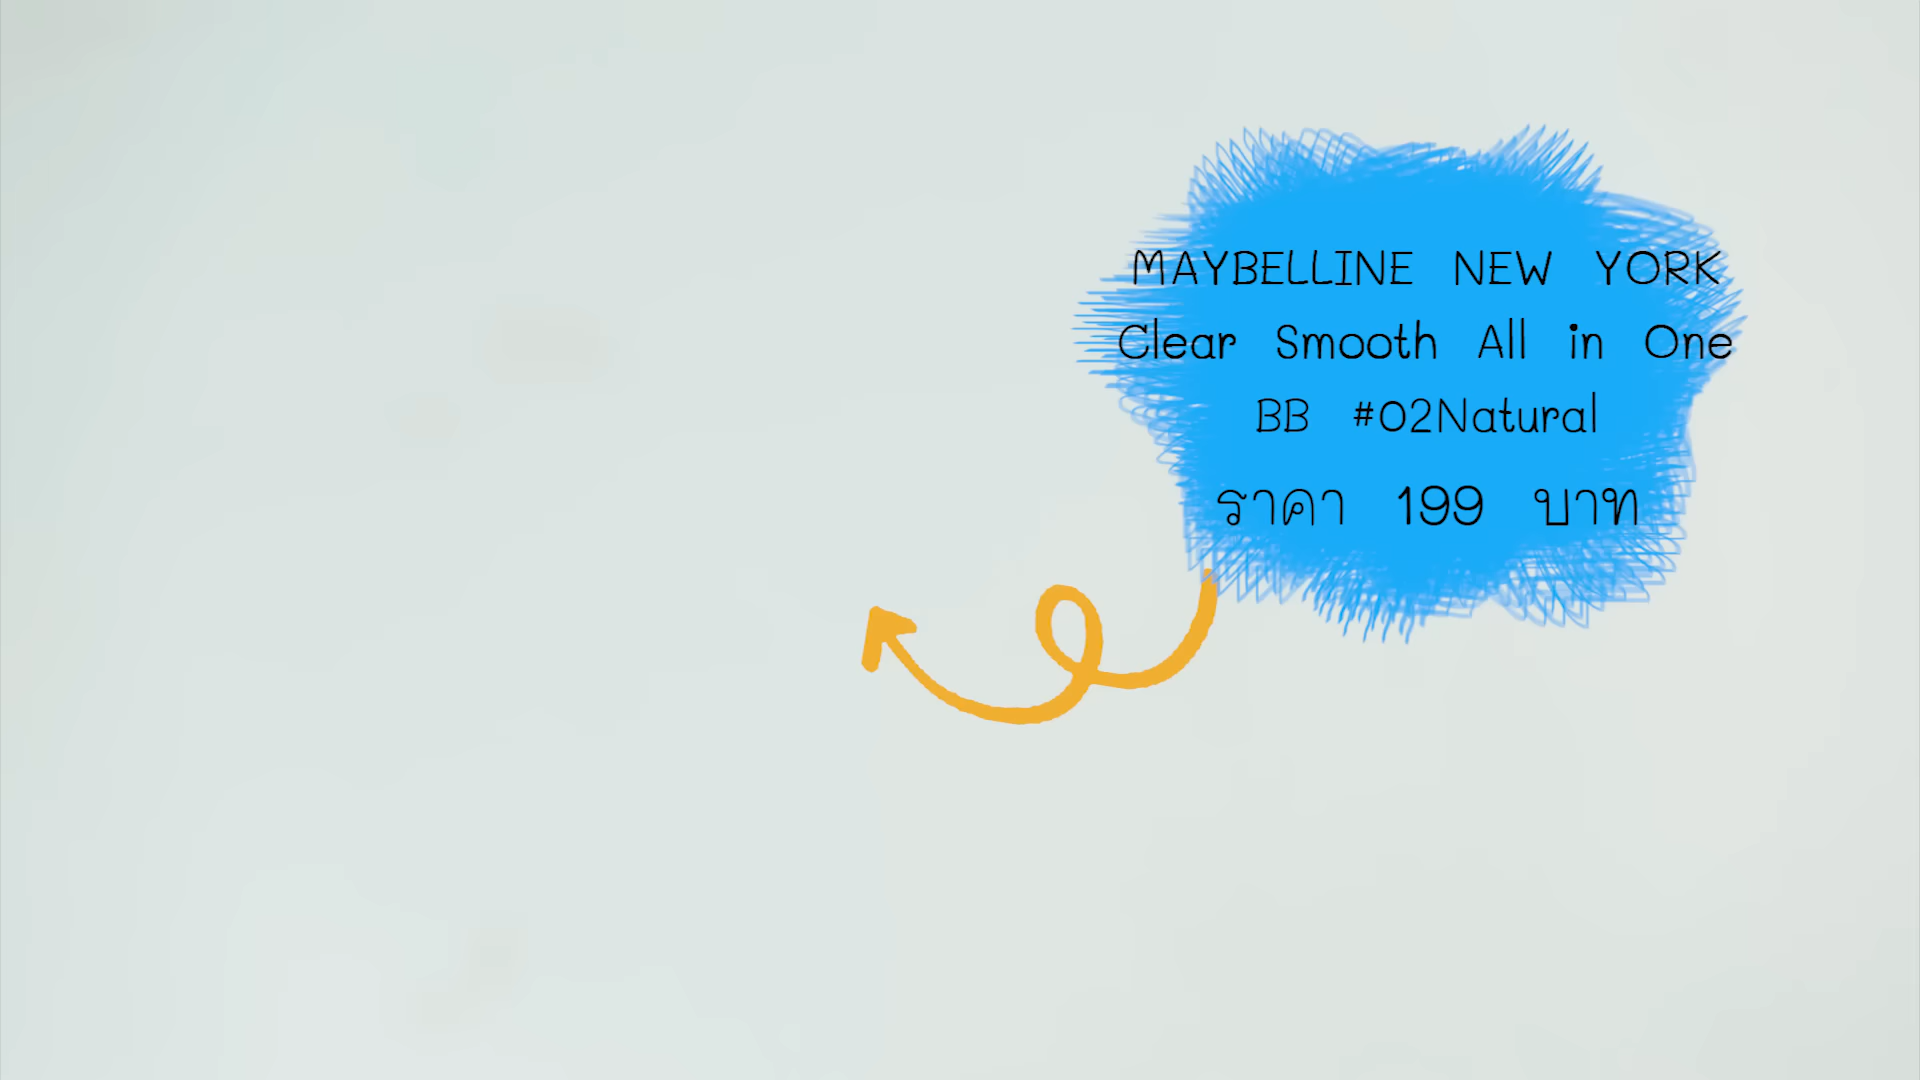 MAYBELLINE NEW YORK
Clear Smooth All in One
BB #02Natural
ราคา 199 บาท